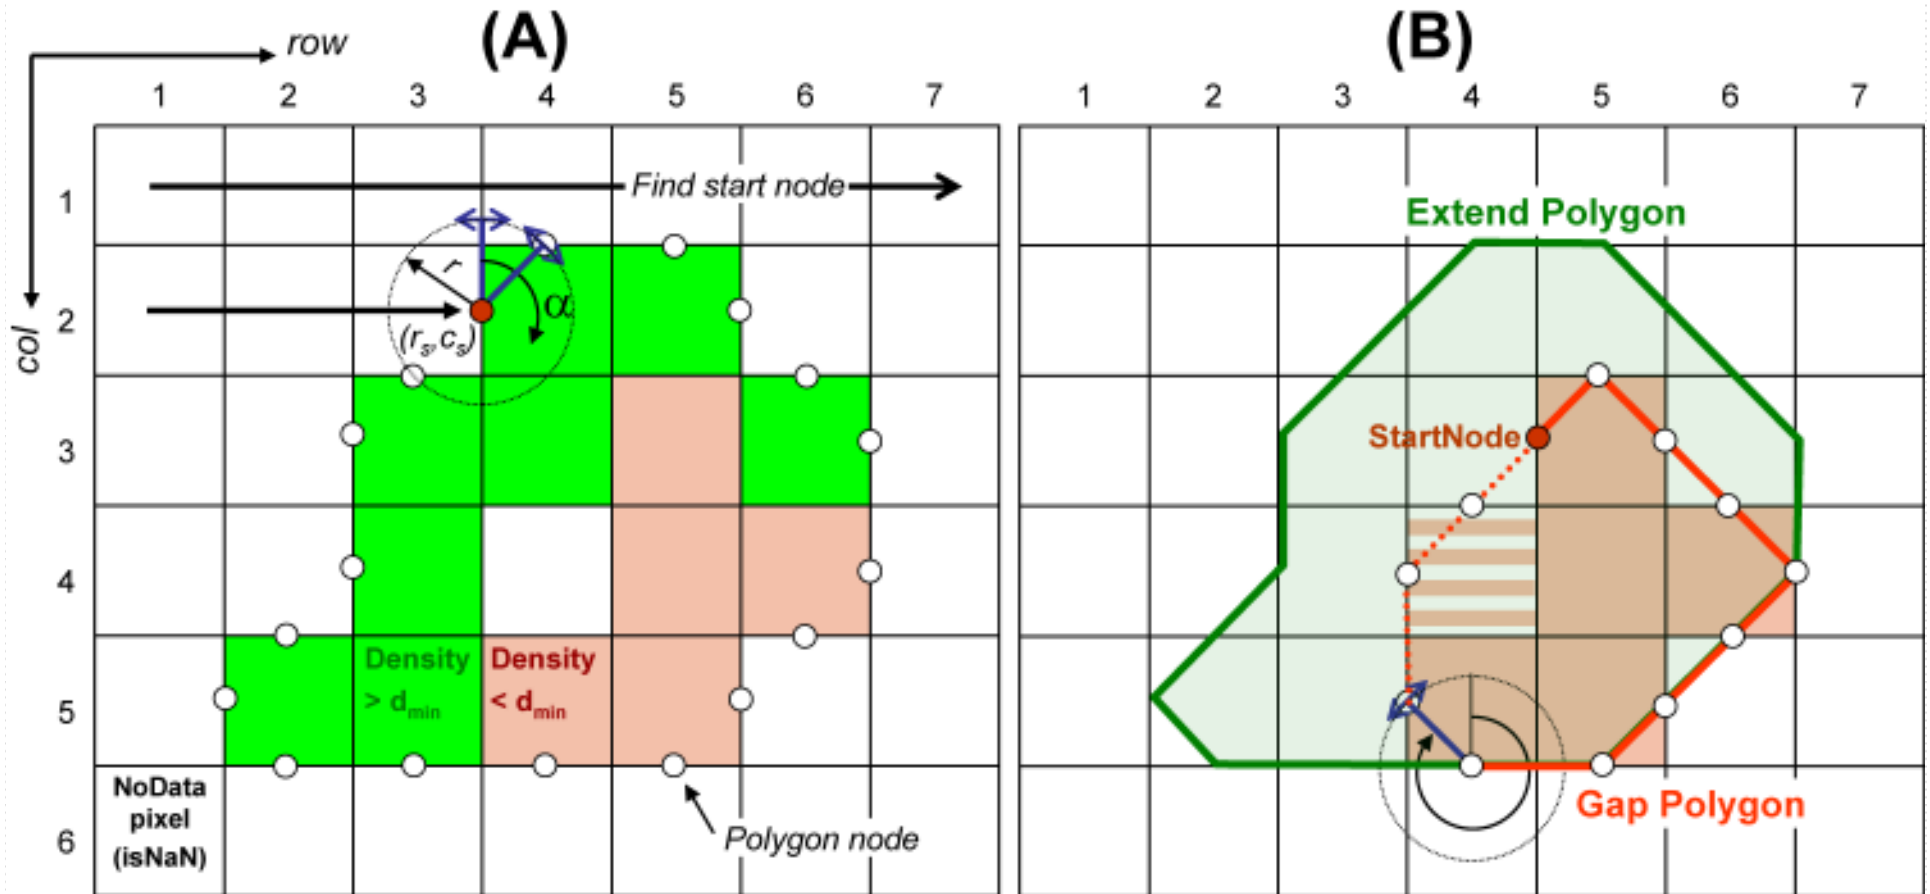 (A)
row
1 2 3 4 5 6 7
1
Find start node
r
α
2
(rs,cs)
col
3
4
Density
> dmin
Density
< dmin
5
NoData
pixel
(isNaN)
Polygon node
6
(B)
1 2 3 4 5 6 7
Extend Polygon
StartNode
Gap Polygon